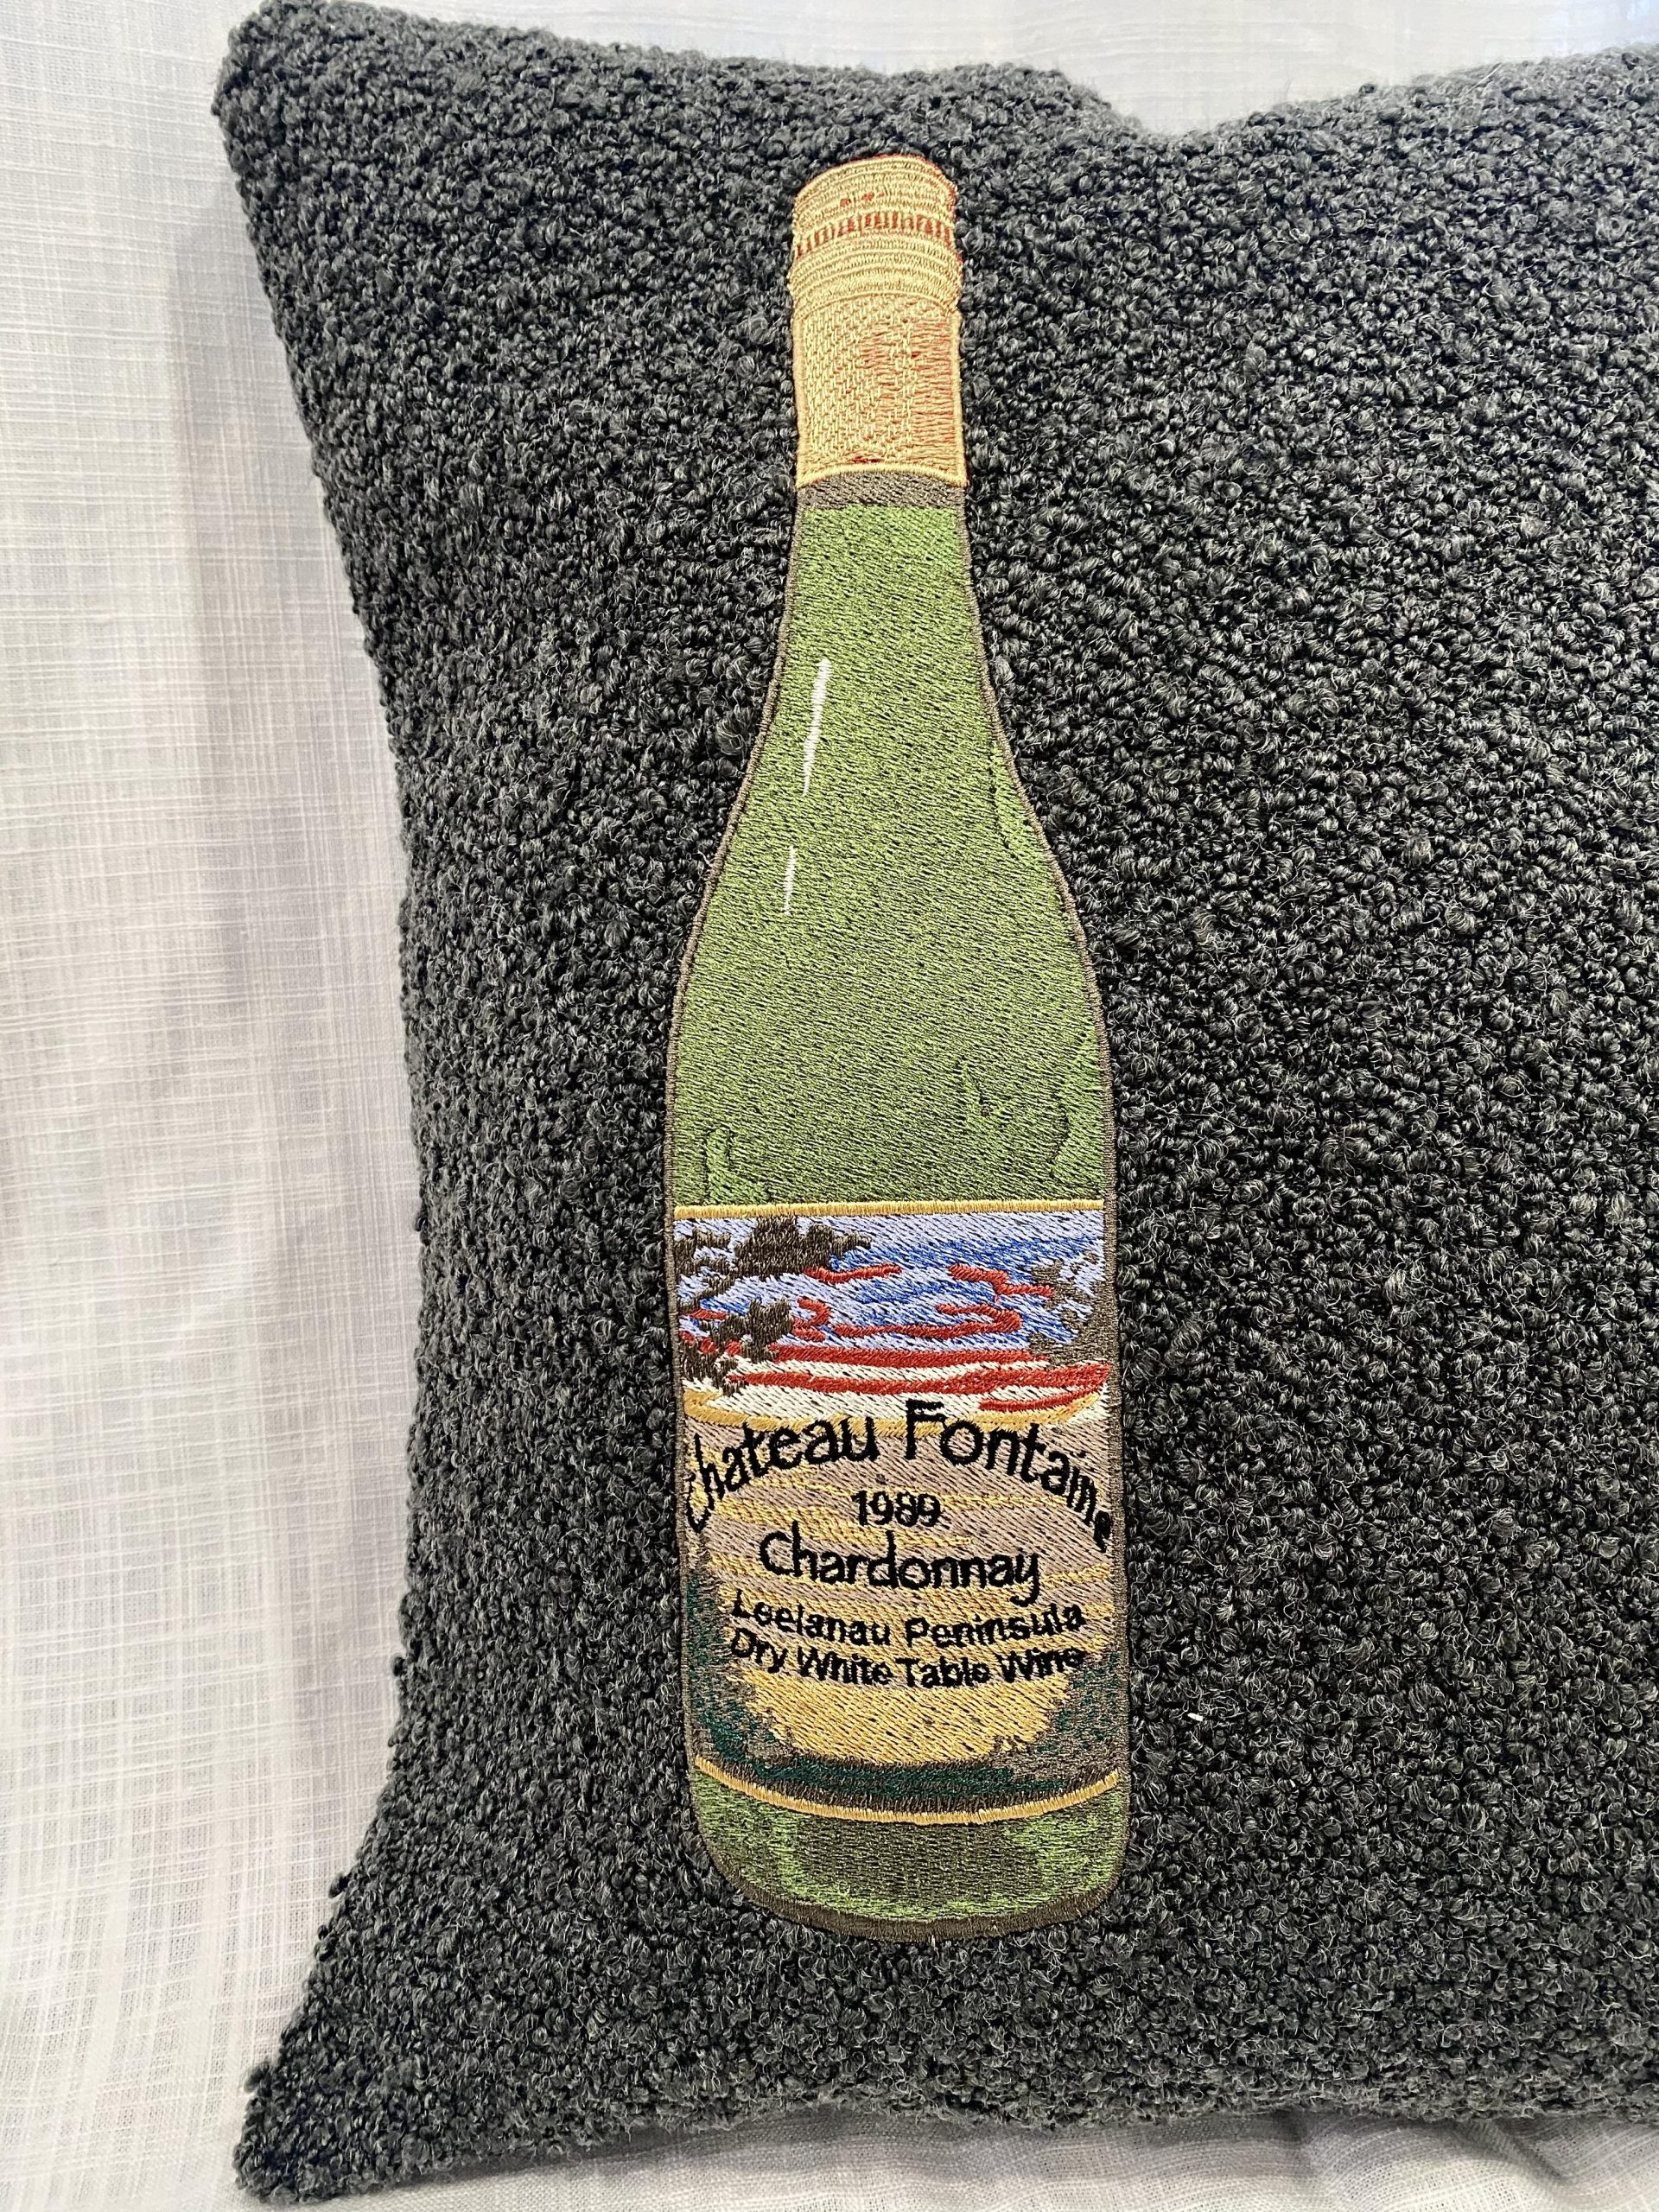 Chateau Fontaine
1989
Chardonnay
Leelanau Peninsula
Dry White Table Wine